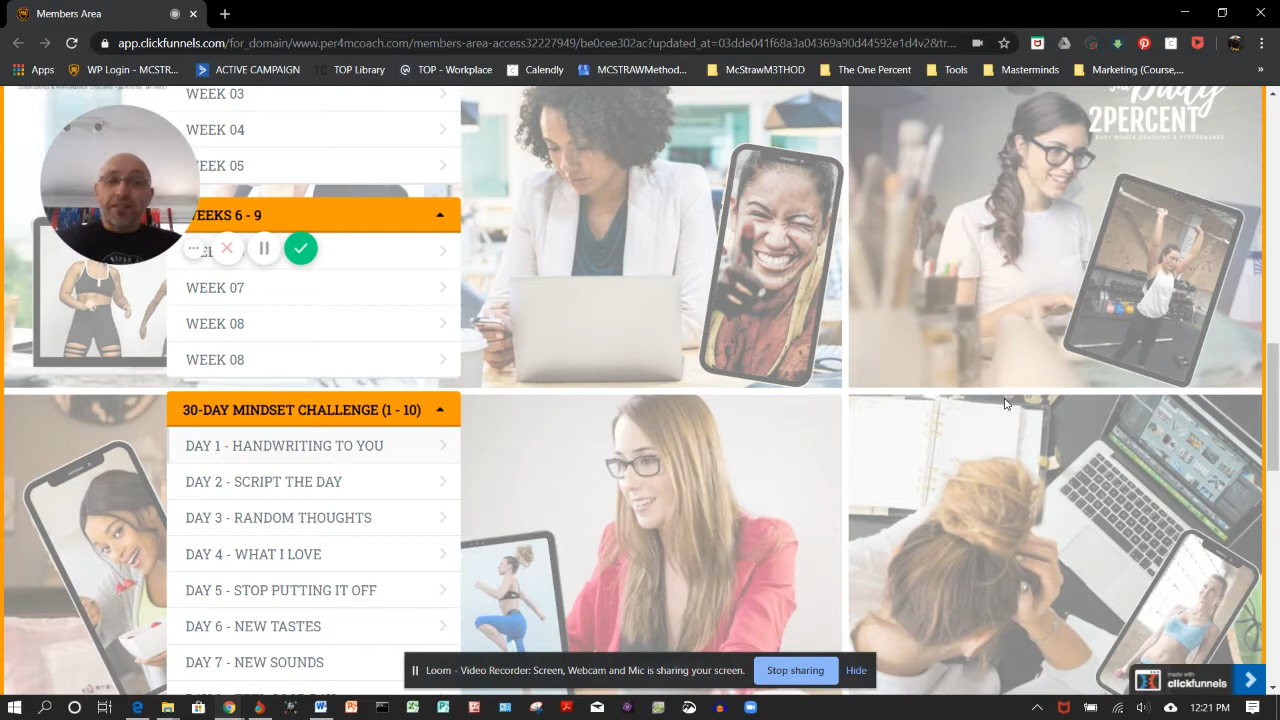 Members Area
app.clickfunnels.com/for_domain/www.perfmcoach.com/members-area-access32227949/be0cee302ac?updated_at=03dde041f68a3a04369a90d44592e1d4v2&tr...
Apps
WP Login - MCSTR...
ACTIVE CAMPAIGN
TOP Library
TOP - Workplace
Calendly
MCSTRAWMethod...
McStrawM3THOD
The One Percent
Tools
Masterminds
Marketing (Course,...
»
WEEK 03
WEEK 04
EEK 05
EEKS 6 - 9
WEEK 07
WEEK 08
WEEK 08
30-DAY MINDSET CHALLENGE (1 - 10)
DAY 1 - HANDWRITING TO YOU
DAY 2 - SCRIPT THE DAY
DAY 3 - RANDOM THOUGHTS
DAY 4 - WHAT I LOVE
DAY 5 - STOP PUTTING IT OFF
DAY 6 - NEW TASTES
DAY 7 - NEW SOUNDS
Daily
2PERCENT
Loom - Video Recorder: Screen, Webcam and Mic is sharing your screen.
Stop sharing
Hide
made with
clickfunnels
12:21 PM